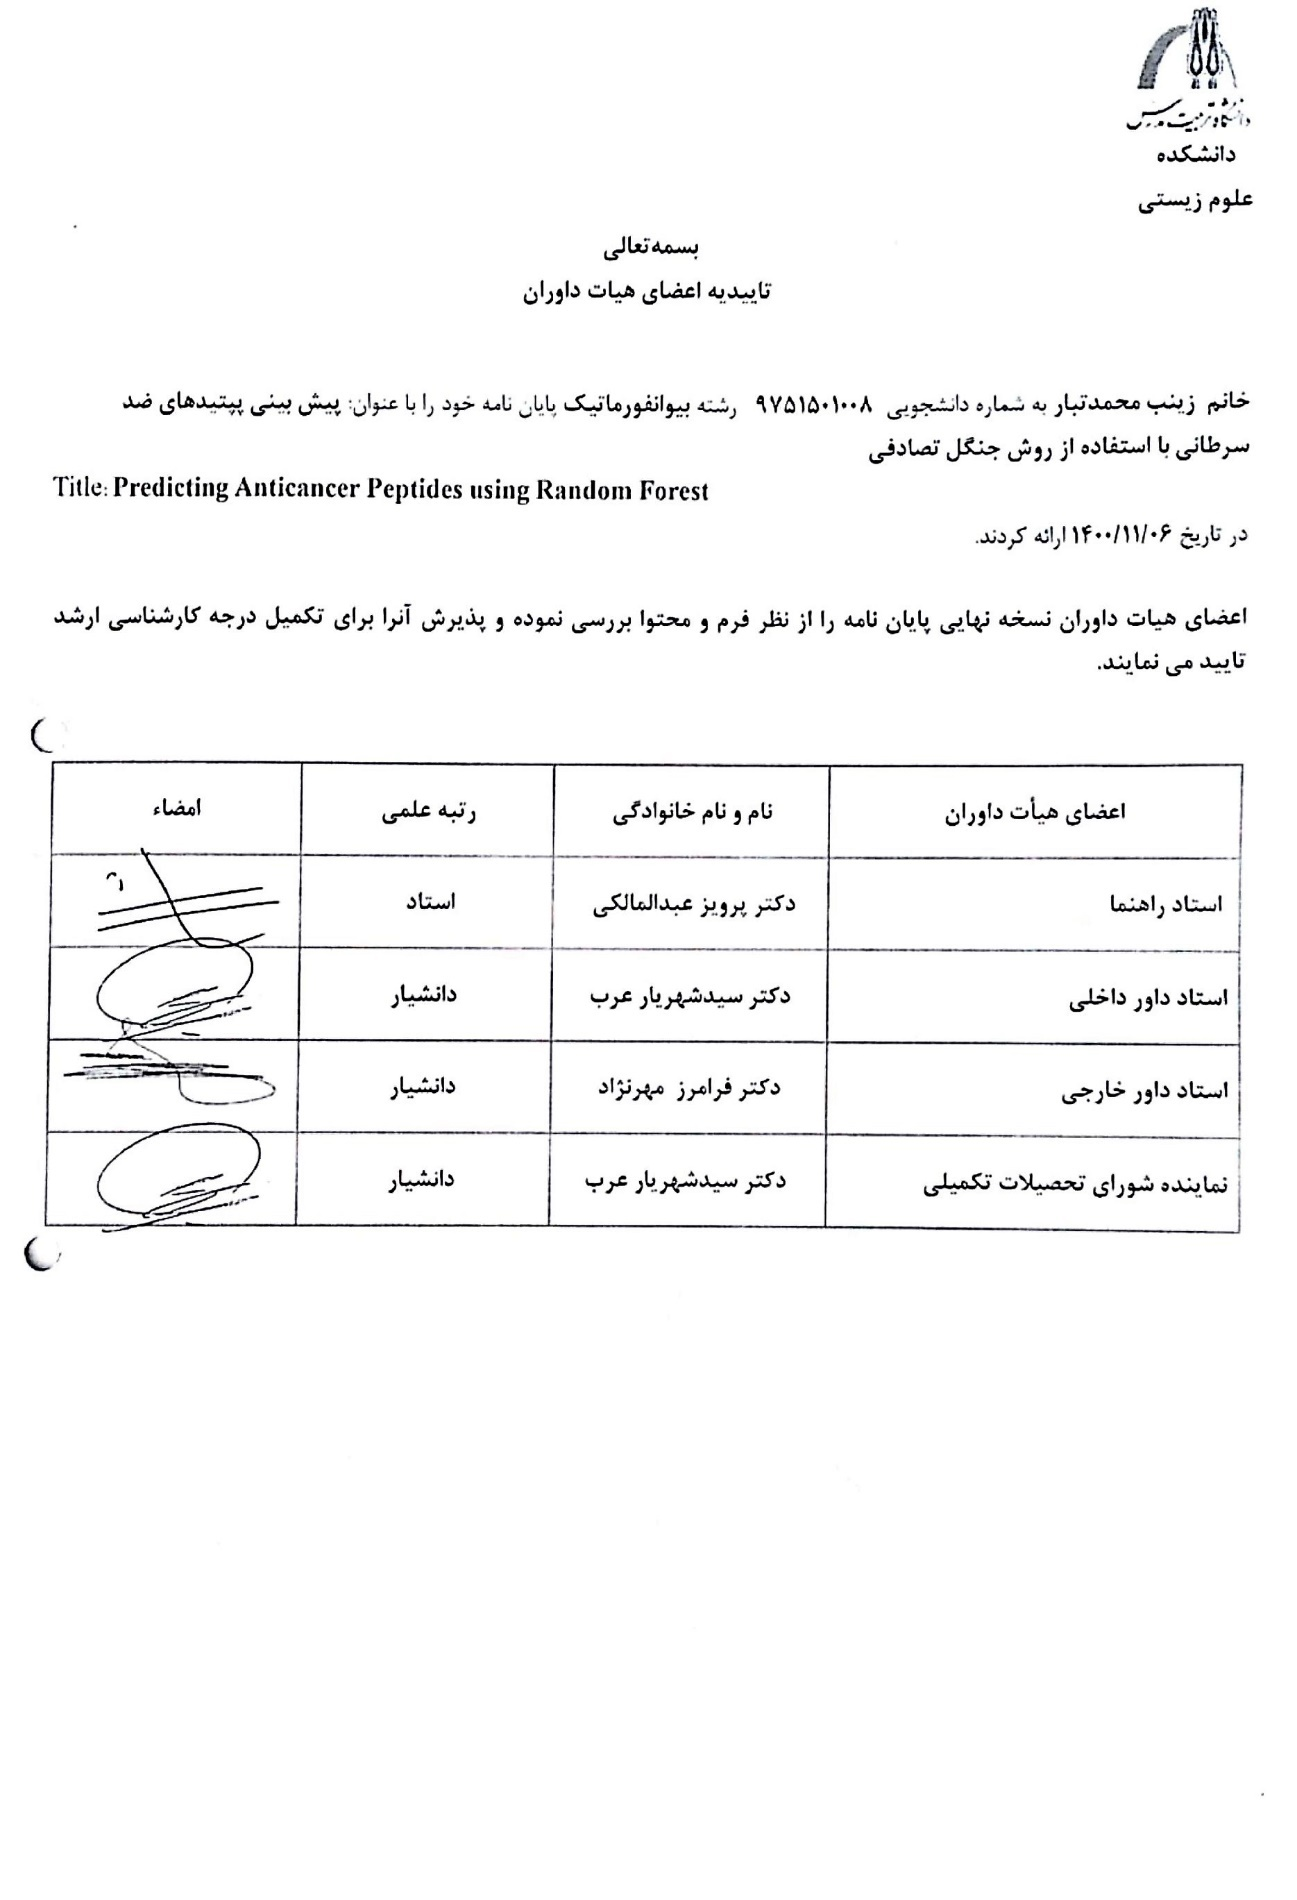 دانشگاه تربیت مدرس
دانشکده
علوم زیستی
بسمه‌تعالی
تاییدیه اعضای هیات داوران
خانم زینب محمدتبار به شماره دانشجویی ۹۷۵۱۵۰۱۰۰۸ رشته بیوانفورماتیک پایان نامه خود را با عنوان: پیش بینی پپتیدهای ضد
سرطانی با استفاده از روش جنگل تصادفی
Title: Predicting Anticancer Peptides using Random Forest
در تاریخ ۱۴۰۰/۱۱/۰۶ ارائه کردند.
اعضای هیات داوران نسخه نهایی پایان نامه را از نظر فرم و محتوا بررسی نموده و پذیرش آنرا برای تکمیل درجه کارشناسی ارشد
تایید می نمایند.
اعضای هیأت داوران نام و نام خانوادگی رتبه علمی امضاء
استاد راهنما دکتر پرویز عبدالمالکی استاد
استاد داور داخلی دکتر سیدشهریار عرب دانشیار
استاد داور خارجی دکتر فرامرز مهرنژاد دانشیار
نماینده شورای تحصیلات تکمیلی دکتر سیدشهریار عرب دانشیار